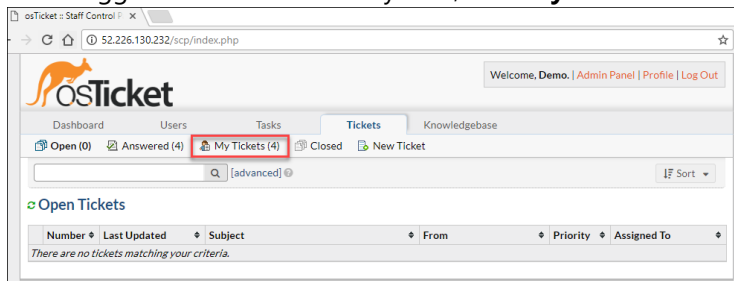 osTicket :: Staff Control P
52.226.130.232/scp/index.php
osTicket
Welcome, Demo. | Admin Panel | Profile | Log Out
Dashboard Users Tasks Tickets Knowledgebase
Open (0) Answered (4) My Tickets (4) Closed New Ticket
[advanced] Sort
Open Tickets
Number Last Updated Subject From Priority Assigned To
There are no tickets matching your criteria.